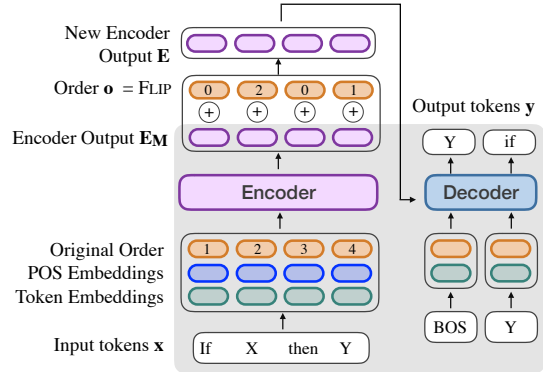 New Encoder
Output E
Order o = FLIP
0 2 0 1
+ + + +
Encoder Output E_M
Encoder
Original Order
1 2 3 4
POS Embeddings
Token Embeddings
Input tokens x
If X then Y
Output tokens y
Y if
Decoder
BOS Y